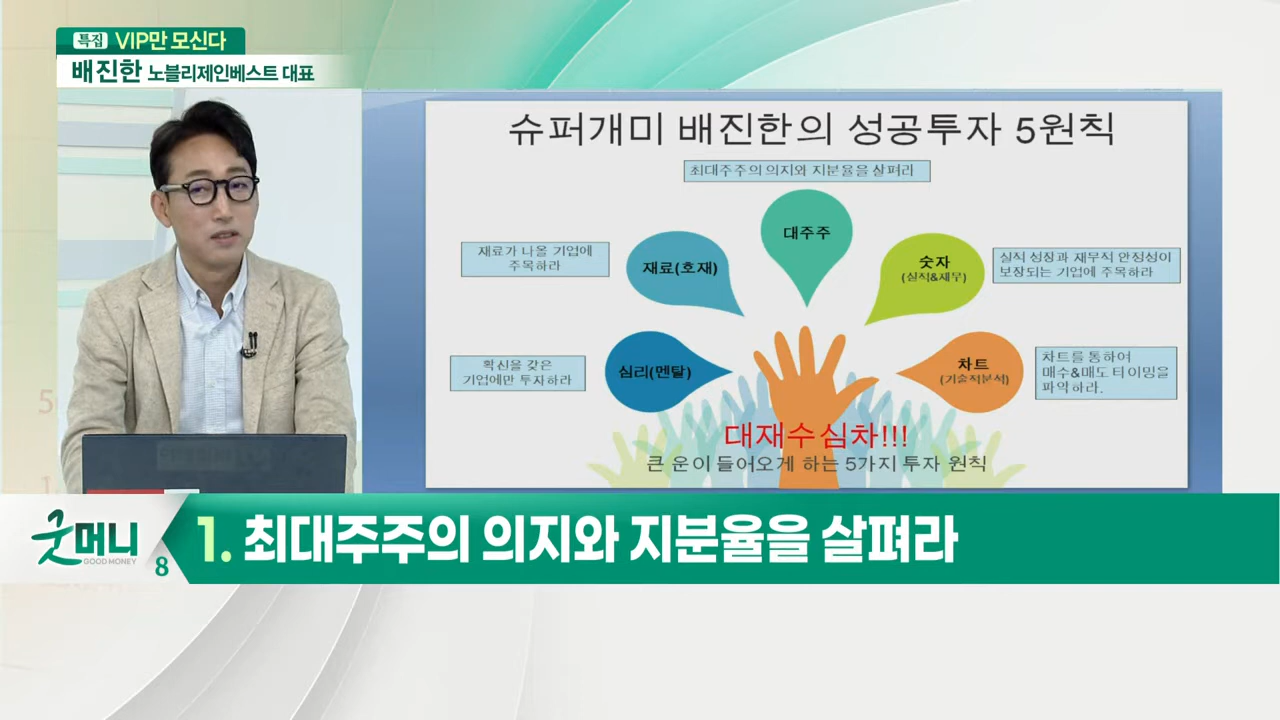 특집 VIP만 모신다
배진한 노블리제인베스트 대표
슈퍼개미 배진한의 성공투자 5원칙
최대주주의 의지와 지분율을 살펴라
대주주
재료가 나올 기업에
주목하라
재료(호재)
숫자
(실적&재무)
실적 성장과 재무적 안정성이
보장되는 기업에 주목하라
확신을 갖은
기업에만 투자하라
심리(멘탈)
차트
(기술적분석)
차트를 통하여
매수&매도 타이밍을
파악하라.
대재수심차!!!
큰 운이 들어오게 하는 5가지 투자 원칙
굿머니
GOOD MONEY
8
1. 최대주주의 의지와 지분율을 살펴라